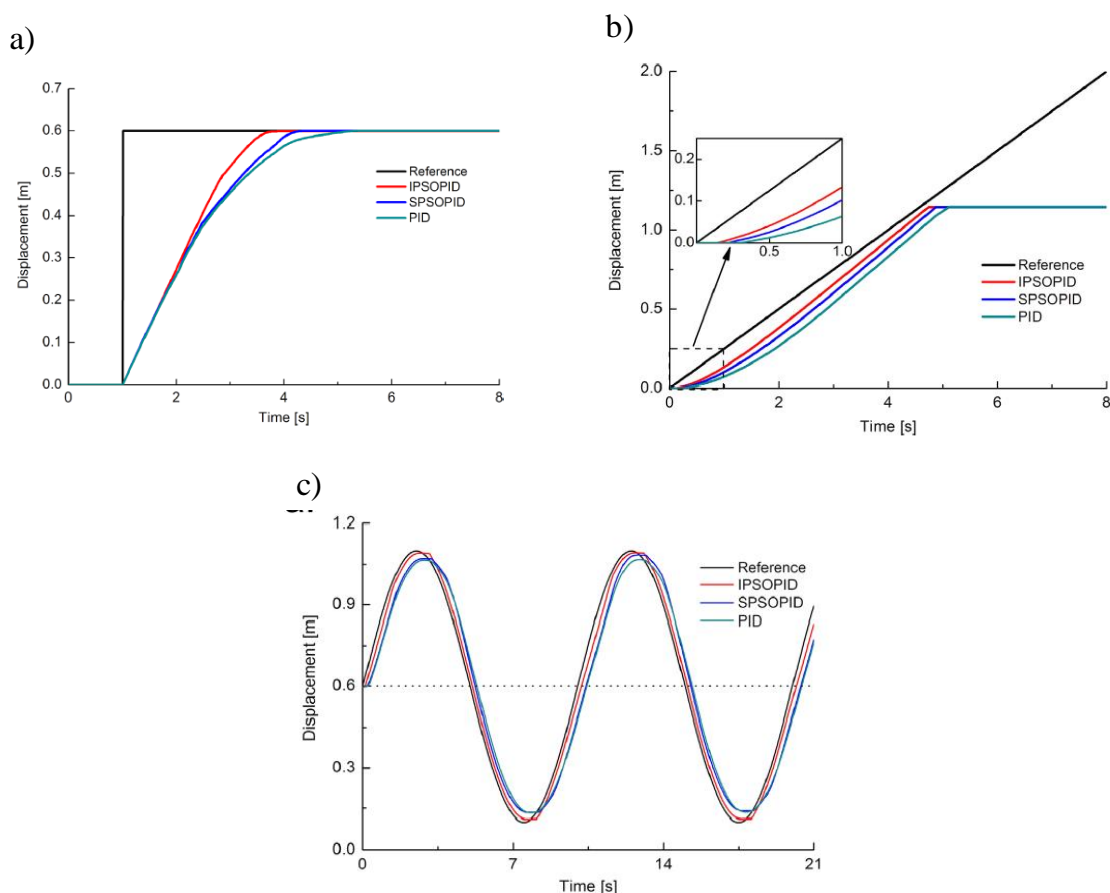 a)
0.7
0.6
0.5
0.4
0.3
0.2
0.1
0.0
Displacement [m]
0
2
4
6
8
Time [s]
Reference
IPSOPID
SPSOPID
PID
b)
2.0
1.5
1.0
0.5
0.0
Displacement [m]
0.2
0.1
0.0
0.5
1.0
0
2
4
6
8
Time [s]
Reference
IPSOPID
SPSOPID
PID
c)
1.2
0.9
0.6
0.3
0.0
Displacement [m]
0
7
14
21
Time [s]
Reference
IPSOPID
SPSOPID
PID